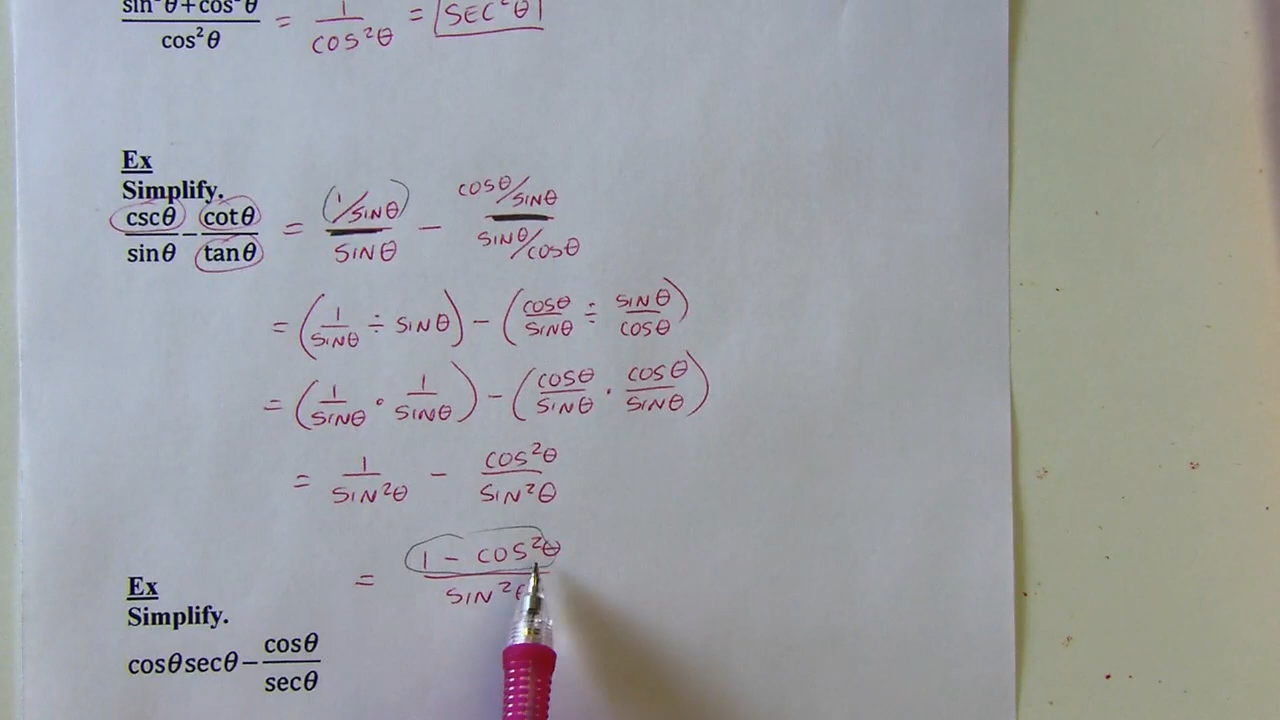 sin²θ+cos²θ / cos²θ = 1 / COS²θ = SEC²θ
Ex
Simplify.
cscθ / sinθ − cotθ / tanθ = (1/SINθ) / SINθ − COSθ/SINθ / SINθ/COSθ
= (1/SINθ ÷ SINθ) − (COSθ/SINθ ÷ SINθ/COSθ)
= (1/SINθ · 1/SINθ) − (COSθ/SINθ · COSθ/SINθ)
= 1/SIN²θ − COS²θ/SIN²θ
= 1 − COS²θ / SIN²θ
Ex
Simplify.
cosθsecθ − cosθ / secθ